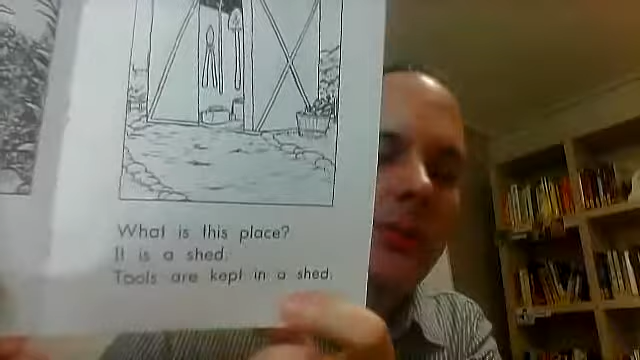 What is this place?
It is a shed.
Tools are kept in a shed.